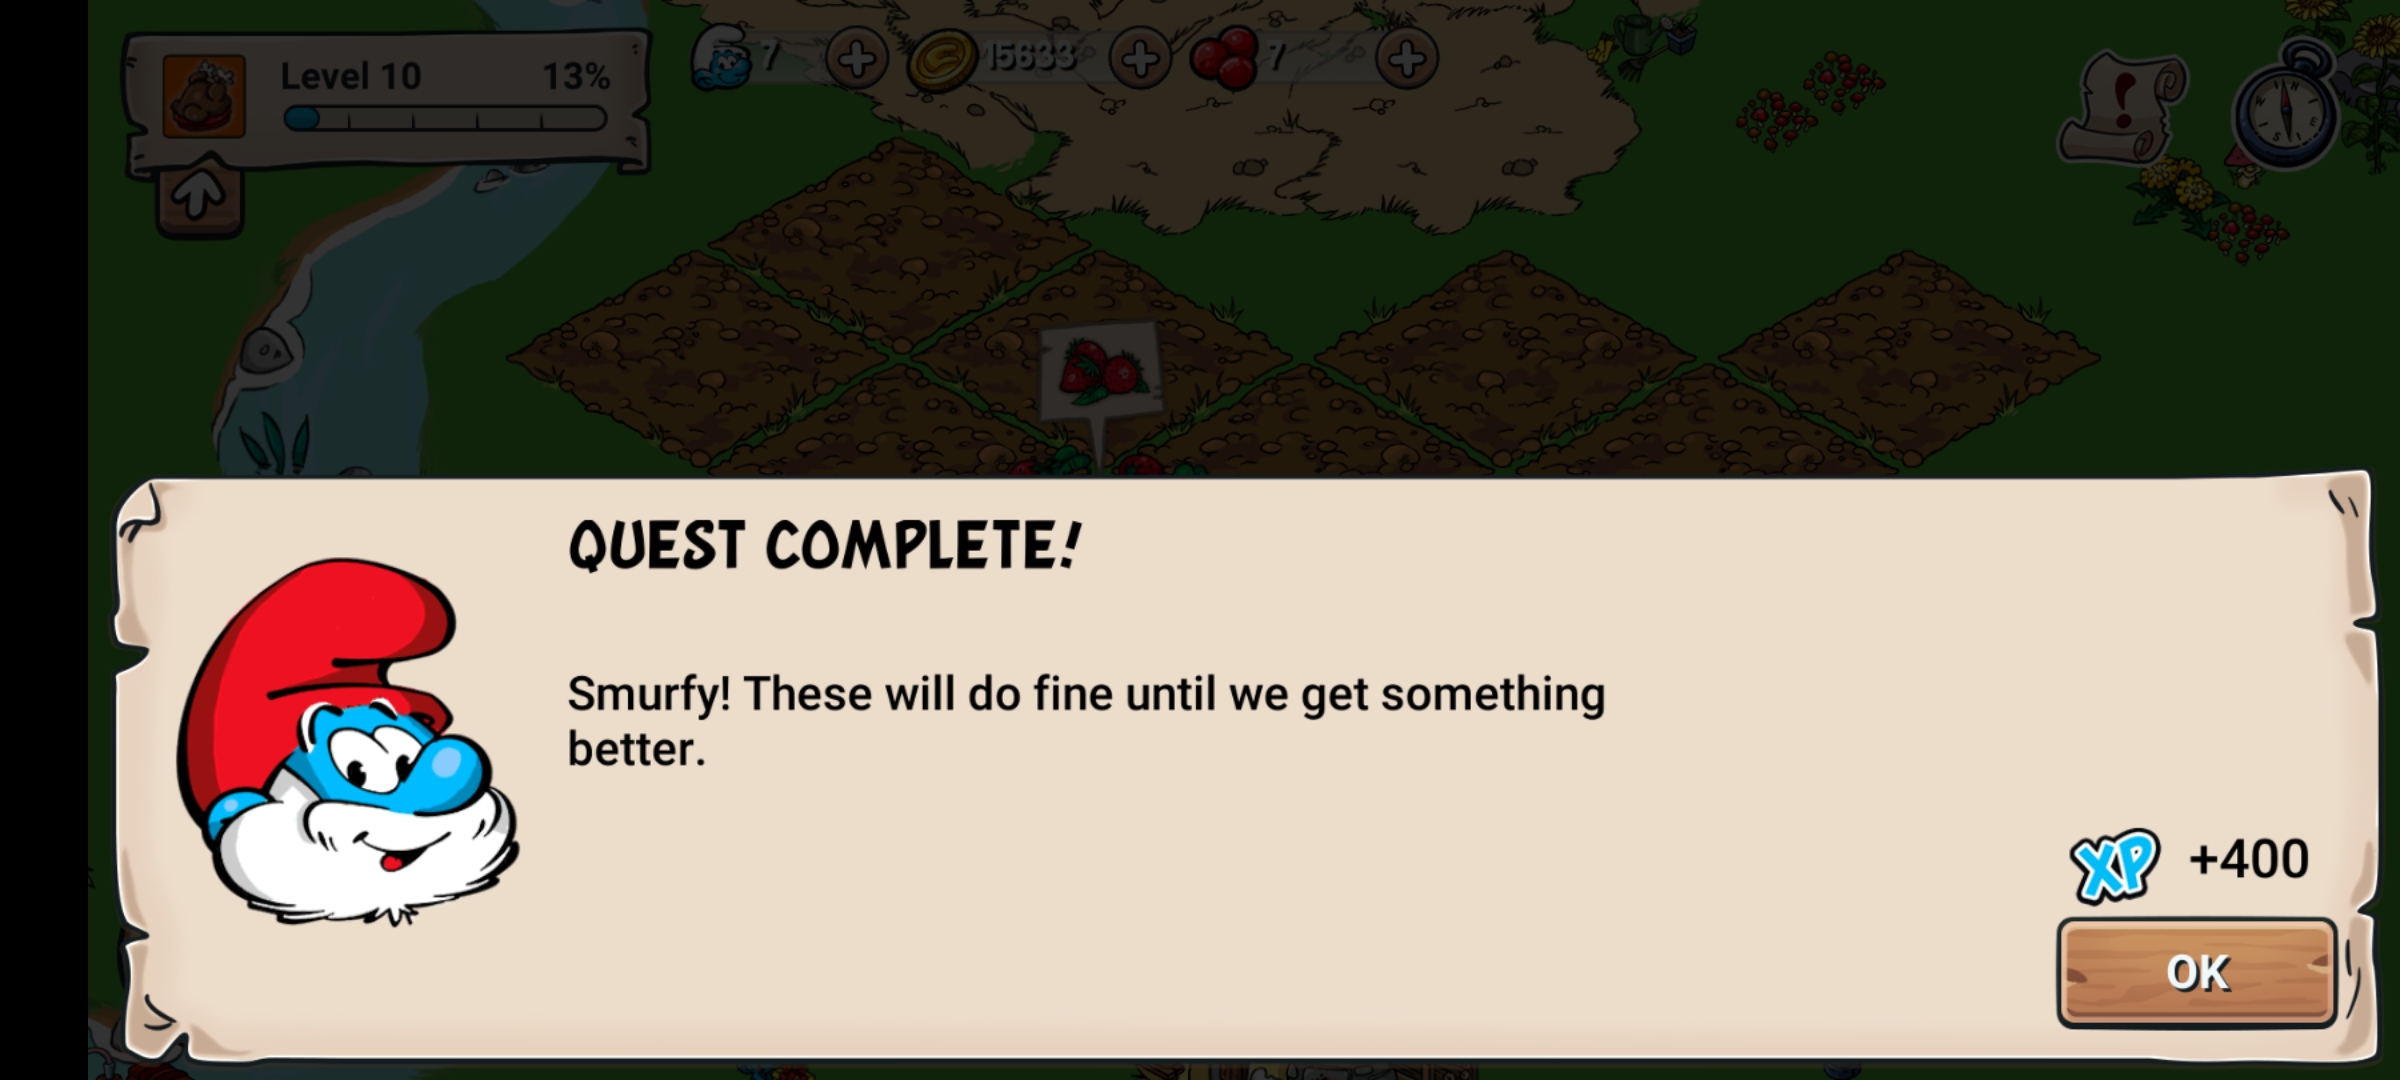 Level 10 13%
7 15633 7
QUEST COMPLETE!
Smurfy! These will do fine until we get something
better.
XP +400
OK